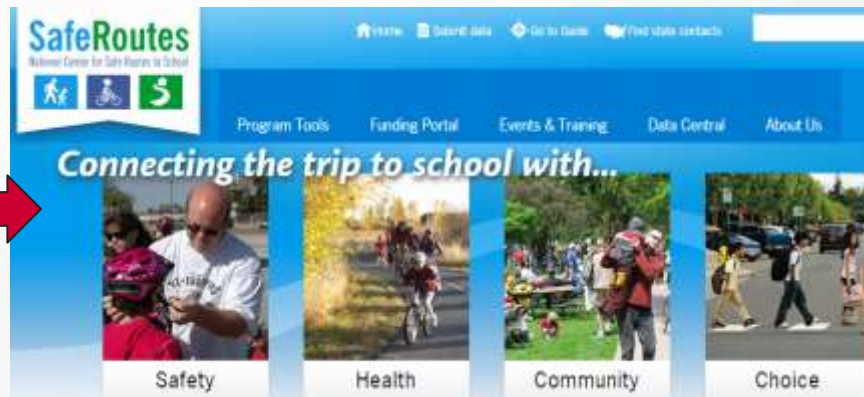 SafeRoutes
National Center for Safe Routes to School
Home Submit data Go to Guide Find state contacts
Program Tools Funding Portal Events & Training Data Central About Us
Connecting the trip to school with...
Safety Health Community Choice